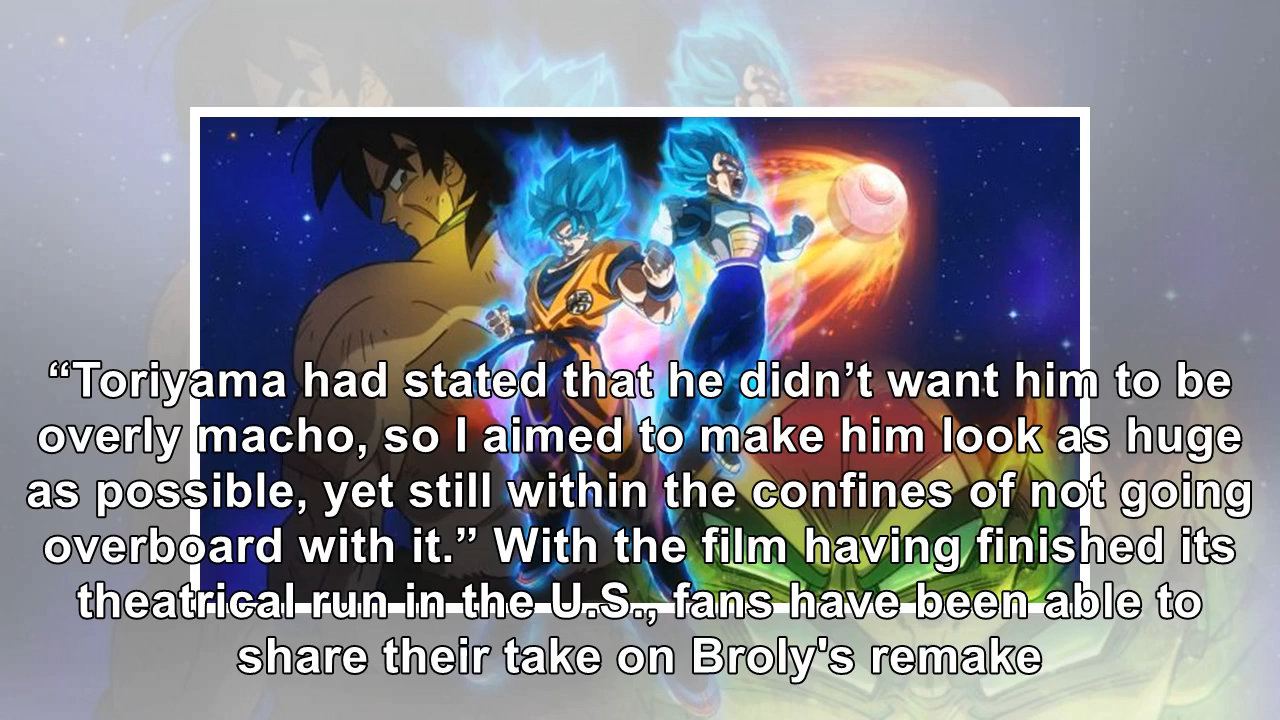 “Toriyama had stated that he didn’t want him to be
overly macho, so I aimed to make him look as huge
as possible, yet still within the confines of not going
overboard with it.” With the film having finished its
theatrical run in the U.S., fans have been able to
share their take on Broly's remake